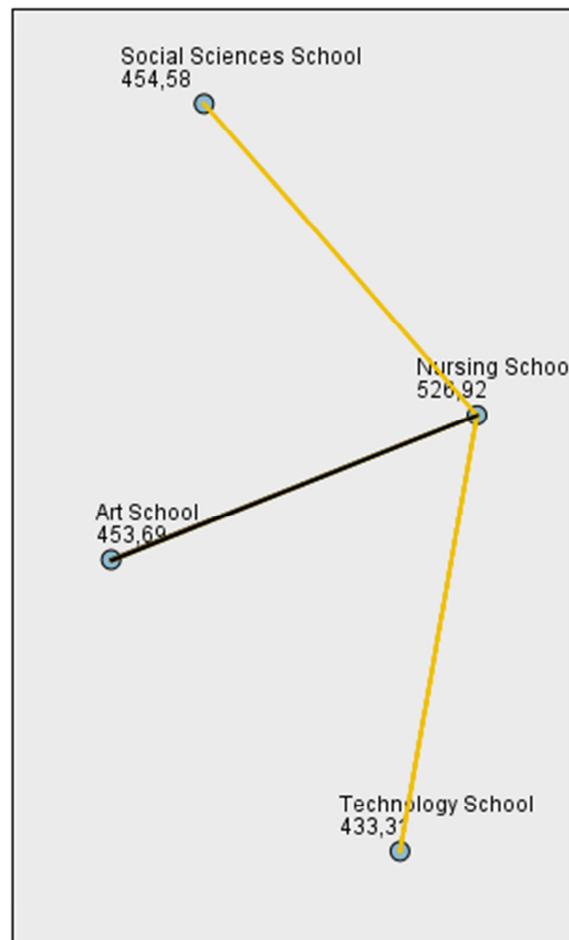 Social Sciences School
454,58
Nursing Schoo
526,92
Art School
453,69
Technology School
433,31